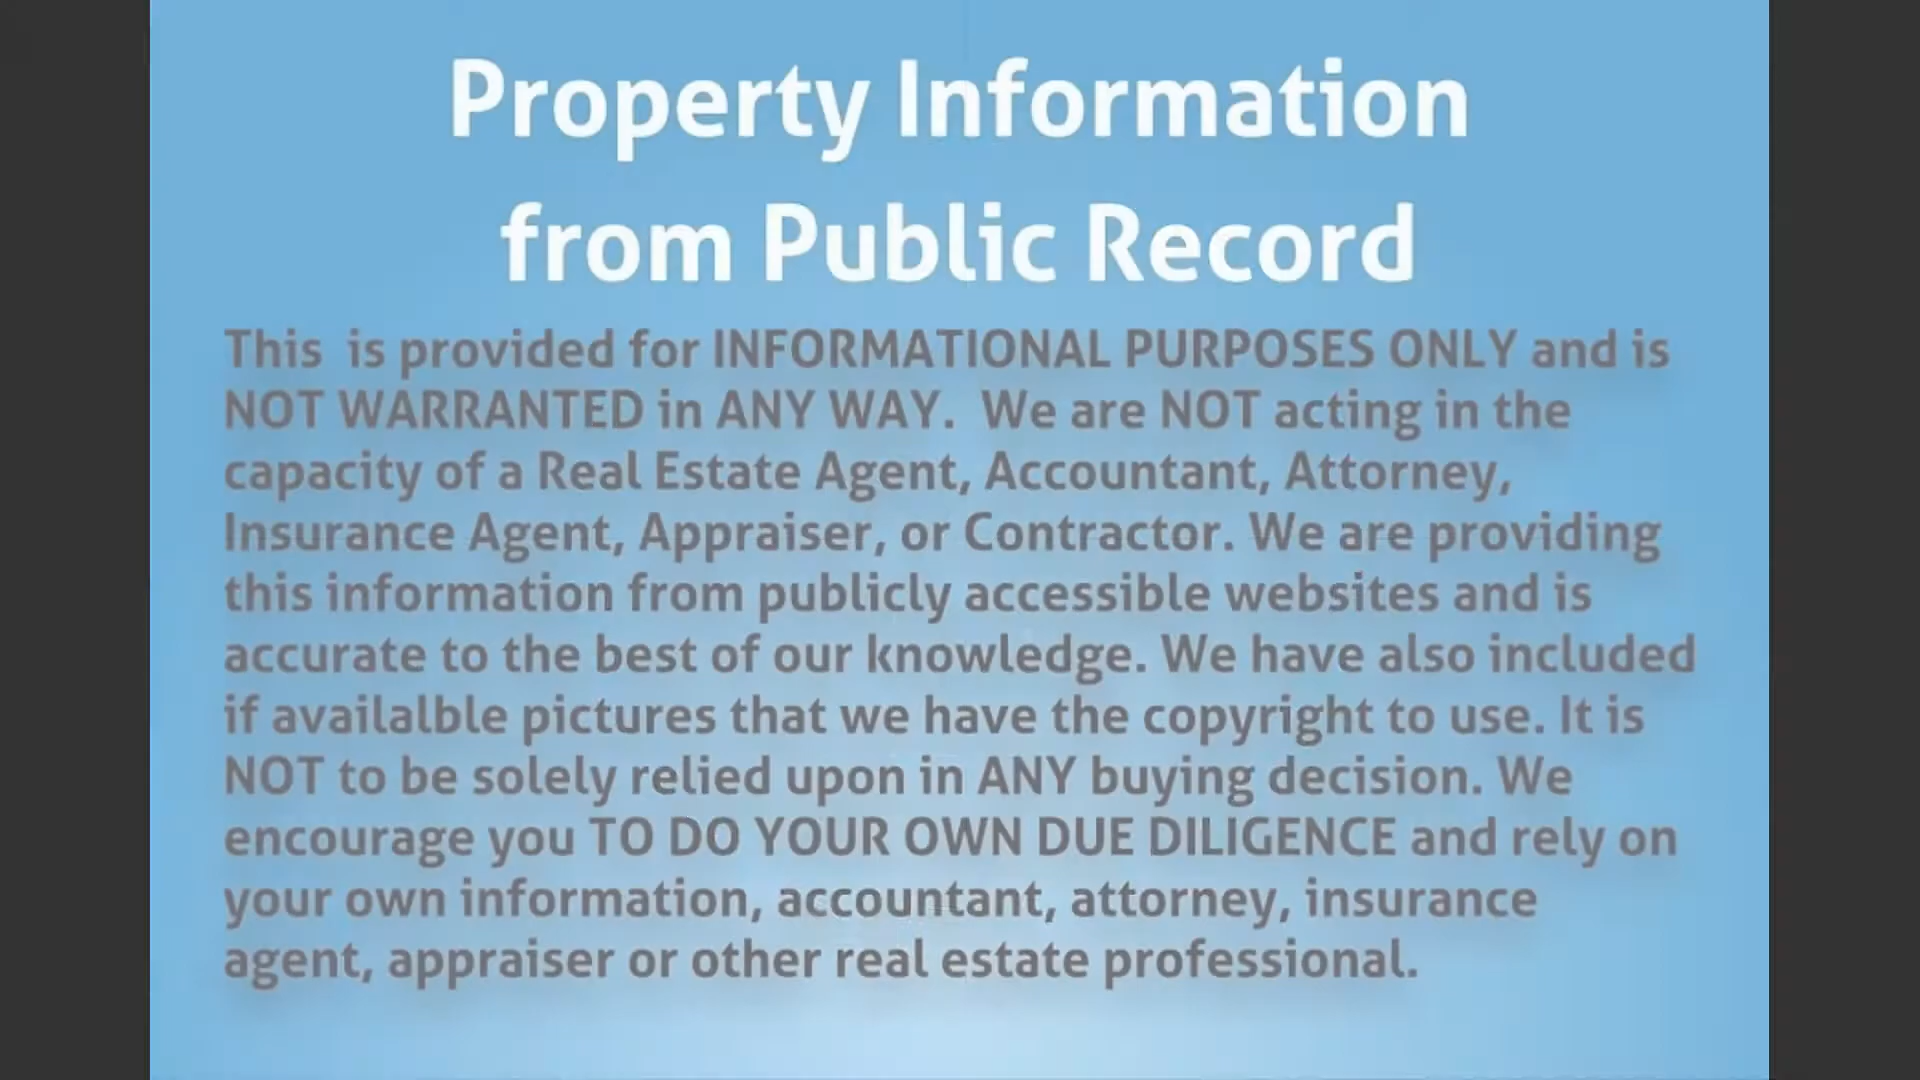 Property Information
from Public Record
This  is provided for INFORMATIONAL PURPOSES ONLY and is
NOT WARRANTED in ANY WAY.  We are NOT acting in the
capacity of a Real Estate Agent, Accountant, Attorney,
Insurance Agent, Appraiser, or Contractor. We are providing
this information from publicly accessible websites and is
accurate to the best of our knowledge. We have also included
if availalble pictures that we have the copyright to use. It is
NOT to be solely relied upon in ANY buying decision. We
encourage you TO DO YOUR OWN DUE DILIGENCE and rely on
your own information, accountant, attorney, insurance
agent, appraiser or other real estate professional.